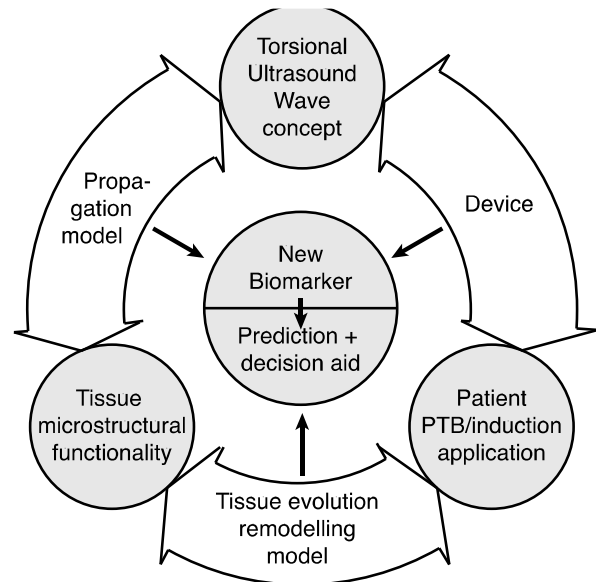 Torsional
Ultrasound
Wave
concept
Propa-
gation
model
Device
New
Biomarker
Prediction +
decision aid
Tissue
microstructural
functionality
Patient
PTB/induction
application
Tissue evolution
remodelling
model